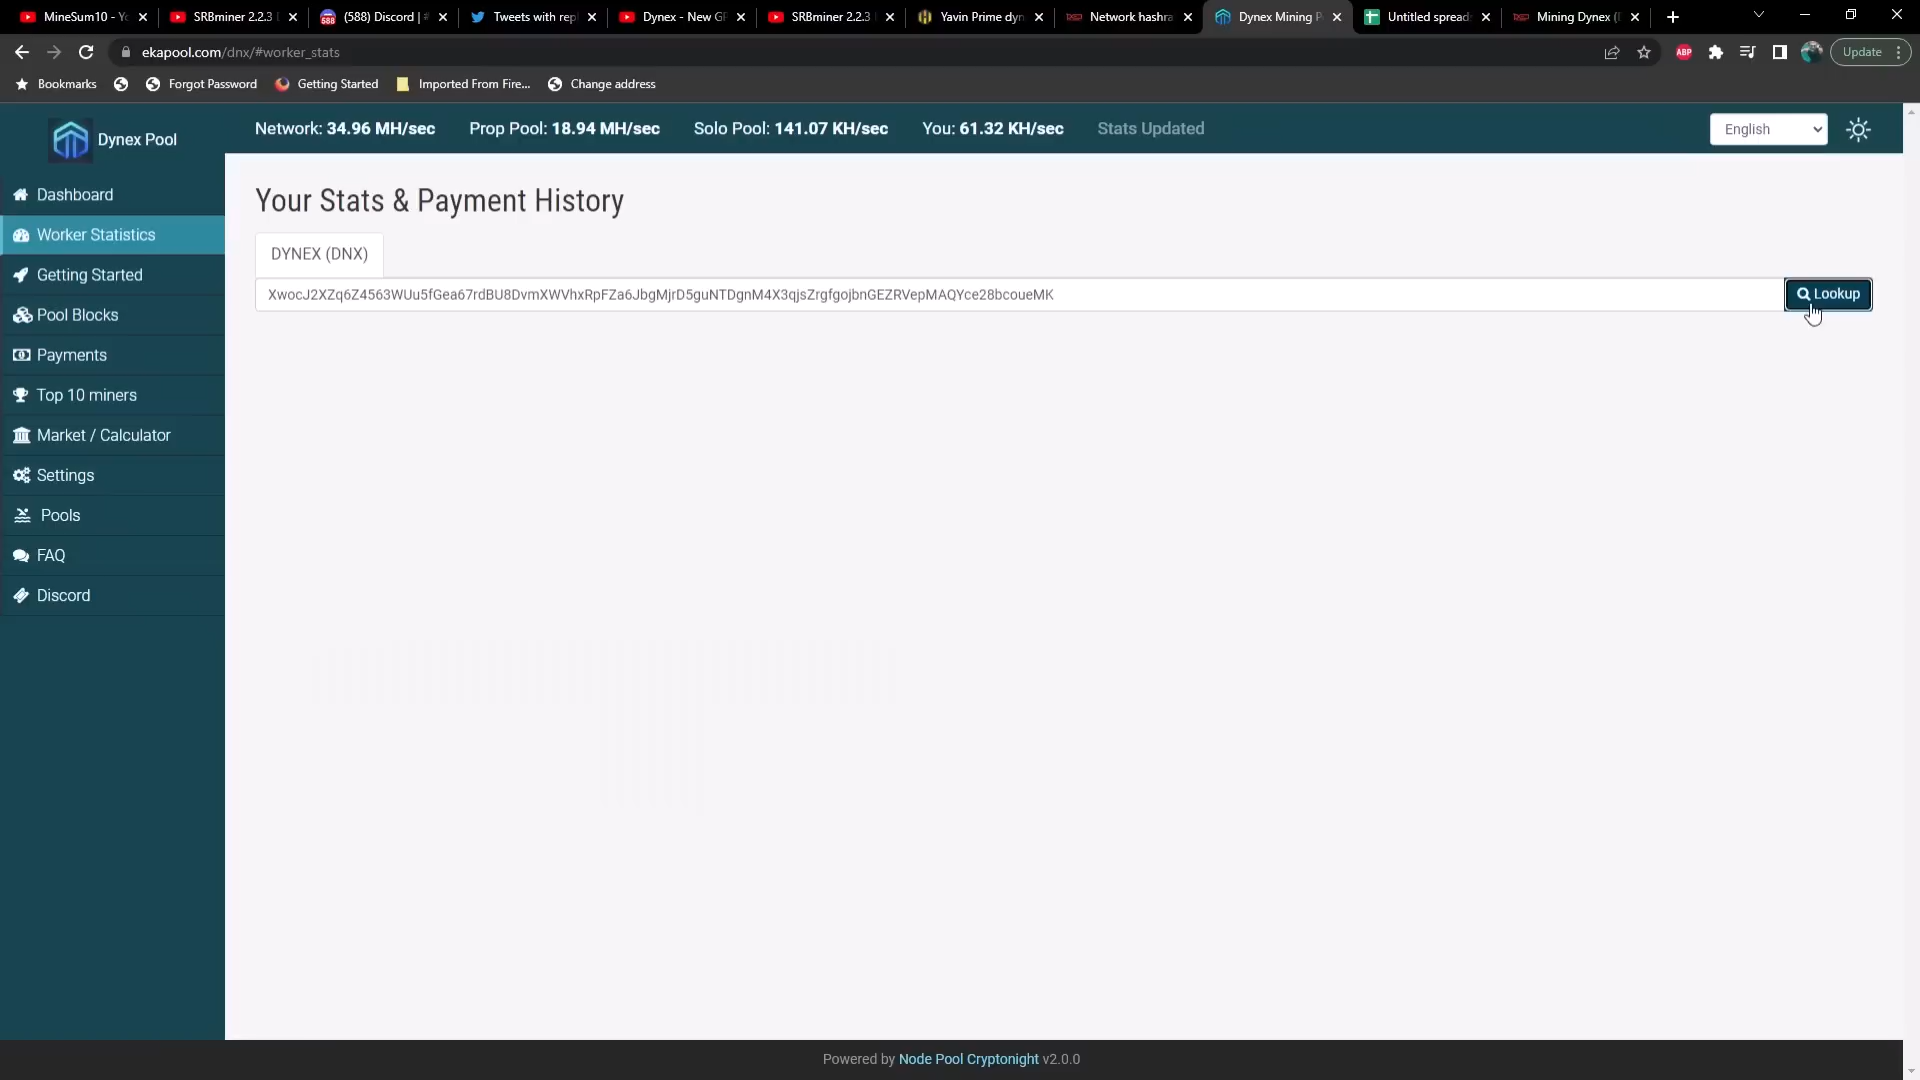 MineSum10 - Yo
SRBminer 2.2.3
(588) Discord | #
Tweets with repl
Dynex - New GP
SRBminer 2.2.3
Yavin Prime dyn
Network hashra
Dynex Mining P
Untitled spread
Mining Dynex (
ekapool.com/dnx/#worker_stats
ABP
Update
Bookmarks
Forgot Password
Getting Started
Imported From Fire...
Change address
Dynex Pool
Network: 34.96 MH/sec
Prop Pool: 18.94 MH/sec
Solo Pool: 141.07 KH/sec
You: 61.32 KH/sec
Stats Updated
English
Dashboard
Worker Statistics
Getting Started
Pool Blocks
Payments
Top 10 miners
Market / Calculator
Settings
Pools
FAQ
Discord
Your Stats & Payment History
DYNEX (DNX)
XwocJ2XZq6Z4563WUu5fGea67rdBU8DvmXWVhxRpFZa6JbgMjrD5guNTDgnM4X3qjsZrgfgojbnGEZRVepMAQYce28bcoueMK
Lookup
Powered by Node Pool Cryptonight v2.0.0